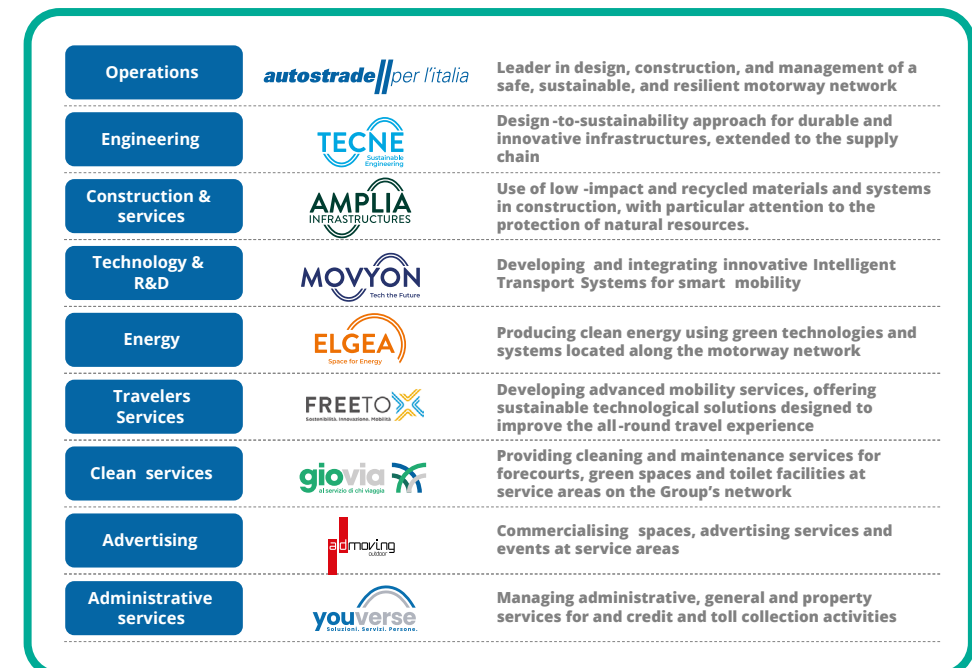 Operations
autostrade per l'italia
Leader in design, construction, and management of a
safe, sustainable, and resilient motorway network
Engineering
TECNE
Sustainable
Engineering
Design -to-sustainability approach for durable and
innovative infrastructures, extended to the supply
chain
Construction &
services
AMPLIA
INFRASTRUCTURES
Use of low -impact and recycled materials and systems
in construction, with particular attention to the
protection of natural resources.
Technology &
R&D
MOVYON
Tech the Future
Developing and integrating innovative Intelligent
Transport Systems for smart mobility
Energy
ELGEA
Space for Energy
Producing clean energy using green technologies and
systems located along the motorway network
Travelers
Services
FREETO X
Sostenibilità. Innovazione. Mobilità
Developing advanced mobility services, offering
sustainable technological solutions designed to
improve the all -round travel experience
Clean services
giovia
al servizio di chi viaggia
Providing cleaning and maintenance services for
forecourts, green spaces and toilet facilities at
service areas on the Group's network
Advertising
admoving
outdoor
Commercialising spaces, advertising services and
events at service areas
Administrative
services
youverse
Soluzioni. Servizi. Persone.
Managing administrative, general and property
services for and credit and toll collection activities